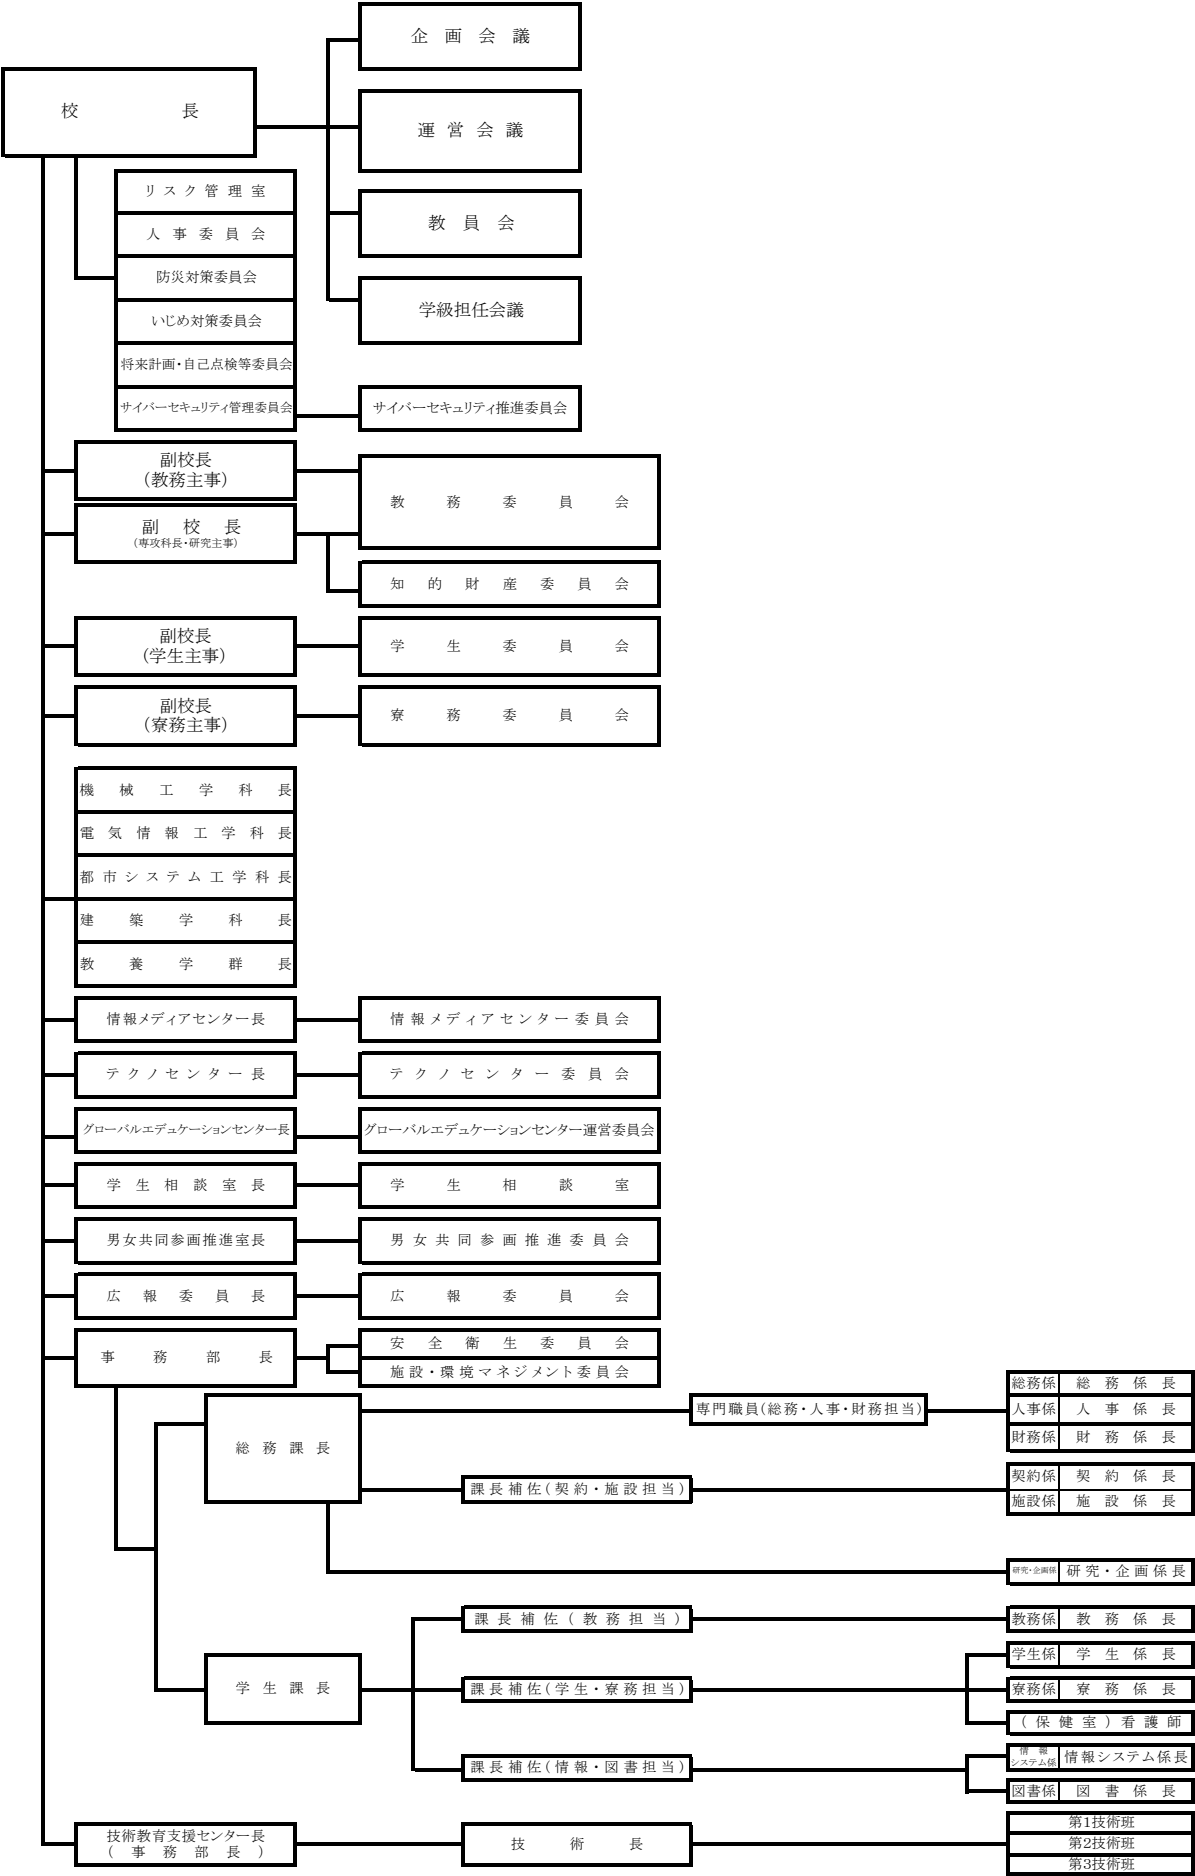 企画会議
校長
運営会議
リスク管理室
人事委員会
教員会
防災対策委員会
いじめ対策委員会
学級担任会議
将来計画・自己点検等委員会
サイバーセキュリティ管理委員会
サイバーセキュリティ推進委員会
副校長
(教務主事)
教務委員会
副校長
(専攻科長・研究主事)
知的財産委員会
副校長
(学生主事)
学生委員会
副校長
(寮務主事)
寮務委員会
機械工学科長
電気情報工学科長
都市システム工学科長
建築学科長
教養学群長
情報メディアセンター長
情報メディアセンター委員会
テクノセンター長
テクノセンター委員会
グローバルエデュケーションセンター長
グローバルエデュケーションセンター運営委員会
学生相談室長
学生相談室
男女共同参画推進室長
男女共同参画推進委員会
広報委員長
広報委員会
事務部長
安全衛生委員会
施設・環境マネジメント委員会
総務課長
専門職員(総務・人事・財務担当)
総務係 総務係長
人事係 人事係長
財務係 財務係長
課長補佐(契約・施設担当)
契約係 契約係長
施設係 施設係長
研究・企画係 研究・企画係長
学生課長
課長補佐(教務担当)
教務係 教務係長
課長補佐(学生・寮務担当)
学生係 学生係長
寮務係 寮務係長
(保健室)看護師
課長補佐(情報・図書担当)
情報
システム係
情報システム係長
図書係 図書係長
技術教育支援センター長
(事務部長)
技術長
第1技術班
第2技術班
第3技術班